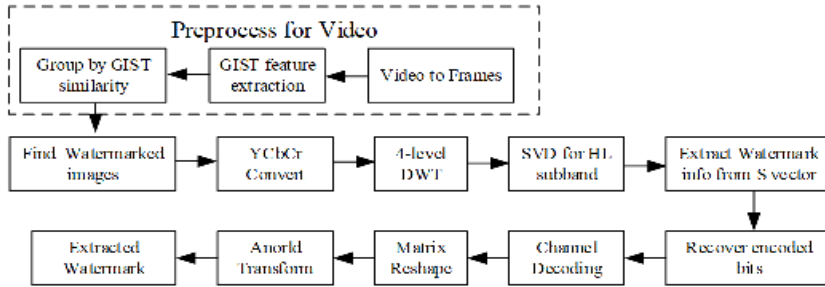 Preprocess for Video
Group by GIST
similarity
GIST feature
extraction
Video to Frames
Find Watermarked
images
YCbCr
Convert
4-level
DWT
SVD for HL
subband
Extract Watermark
info from S vector
Extracted
Watermark
Anorld
Transform
Matrix
Reshape
Channel
Decoding
Recover encoded
bits